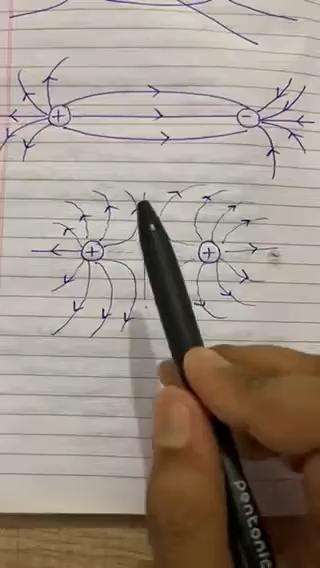 + -
+ +
pentonic